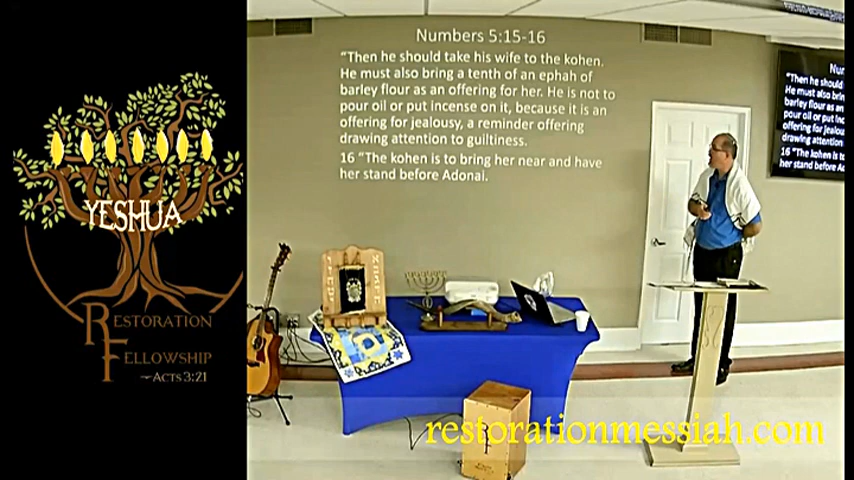 YESHUA
RESTORATION
FELLOWSHIP
ACTS 3:21
Numbers 5:15-16
"Then he should take his wife to the kohen.
He must also bring a tenth of an ephah of
barley flour as an offering for her. He is not to
pour oil or put incense on it, because it is an
offering for jealousy, a reminder offering
drawing attention to guiltiness.
16 "The kohen is to bring her near and have
her stand before Adonai.
Num
"Then he should
He must also brin
barley flour as an
pour oil or put inc
offering for jealou
drawing attention
16 "The kohen is to
her stand before A
RF
restorationmessiah.com